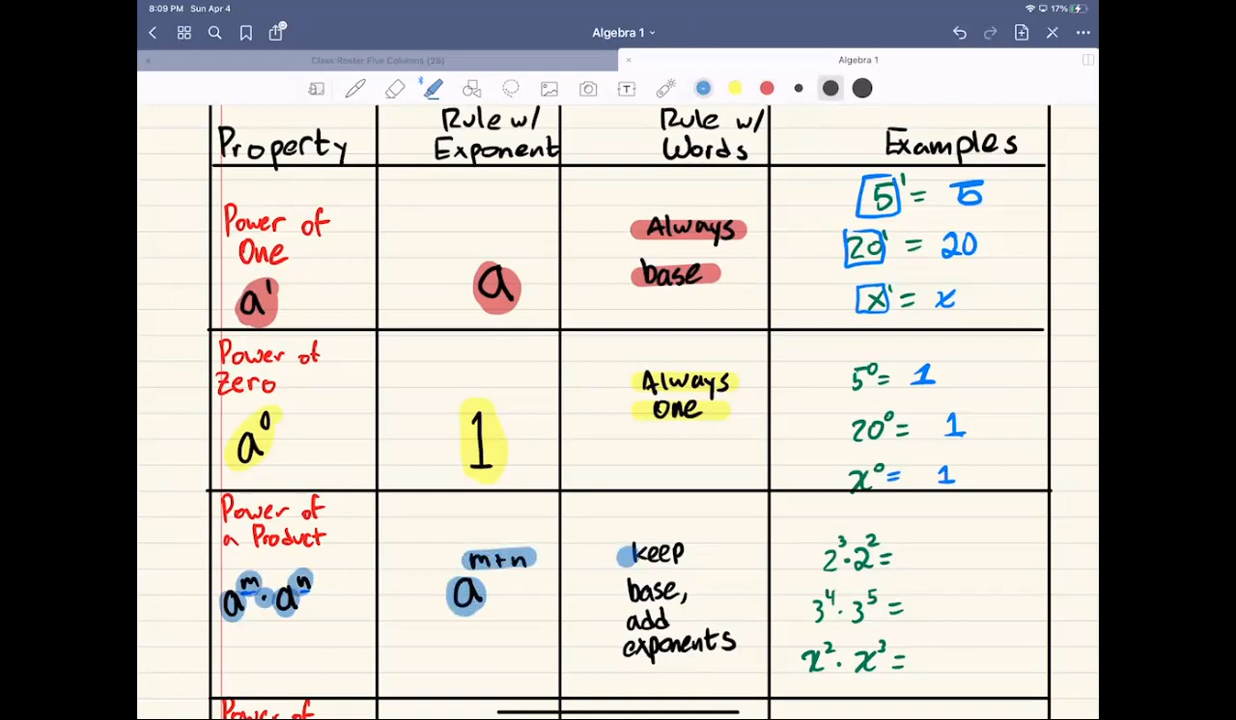 8:09 PM Sun Apr 4
17%
Algebra 1
Class Roster Five Columns (28)
Algebra 1
Property
Rule w/
Exponent
Rule w/
Words
Examples
Power of
One
a¹
a
Always
base
5¹ = 5
20¹ = 20
x¹ = x
Power of
Zero
a⁰
1
Always
One
5⁰ = 1
20⁰ = 1
x⁰ = 1
Power of
a Product
aᵐ · aⁿ
aᵐ⁺ⁿ
keep
base,
add
exponents
2³ · 2² =
3⁴ · 3⁵ =
x² · x³ =
Power of